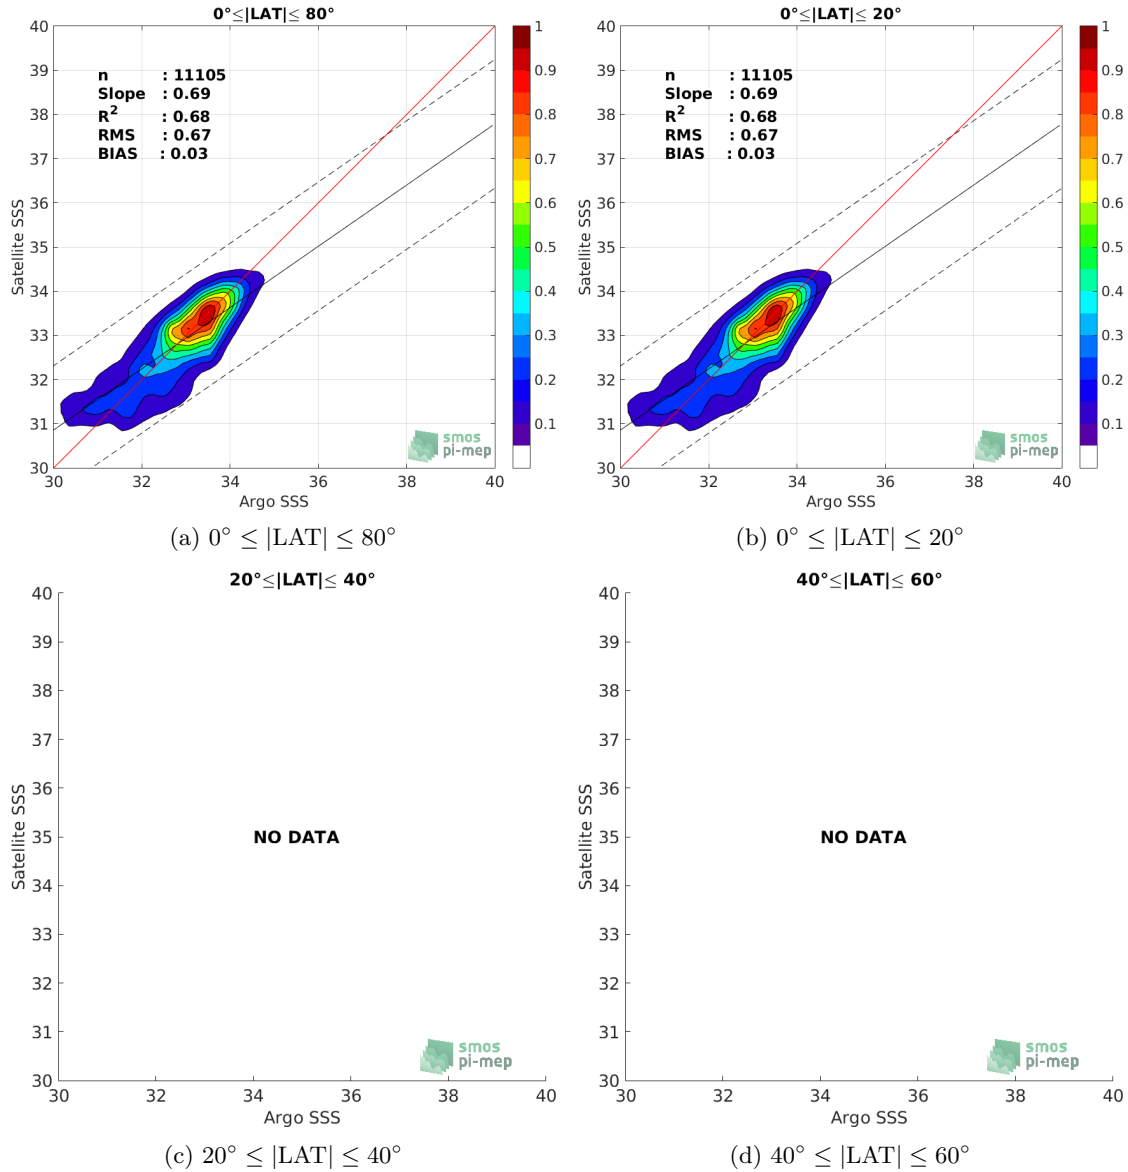 0°≤|LAT|≤ 80°
40
39
38
37
36
35
34
33
32
31
30
Satellite SSS
n : 11105
Slope : 0.69
R² : 0.68
RMS : 0.67
BIAS : 0.03
smos
pi-mep
30 32 34 36 38 40
Argo SSS
1
0.9
0.8
0.7
0.6
0.5
0.4
0.3
0.2
0.1
(a) 0° ≤ |LAT| ≤ 80°
0°≤|LAT|≤ 20°
40
39
38
37
36
35
34
33
32
31
30
Satellite SSS
n : 11105
Slope : 0.69
R² : 0.68
RMS : 0.67
BIAS : 0.03
smos
pi-mep
30 32 34 36 38 40
Argo SSS
1
0.9
0.8
0.7
0.6
0.5
0.4
0.3
0.2
0.1
(b) 0° ≤ |LAT| ≤ 20°
20°≤|LAT|≤ 40°
40
39
38
37
36
35
34
33
32
31
30
Satellite SSS
NO DATA
smos
pi-mep
30 32 34 36 38 40
Argo SSS
(c) 20° ≤ |LAT| ≤ 40°
40°≤|LAT|≤ 60°
40
39
38
37
36
35
34
33
32
31
30
Satellite SSS
NO DATA
smos
pi-mep
30 32 34 36 38 40
Argo SSS
(d) 40° ≤ |LAT| ≤ 60°